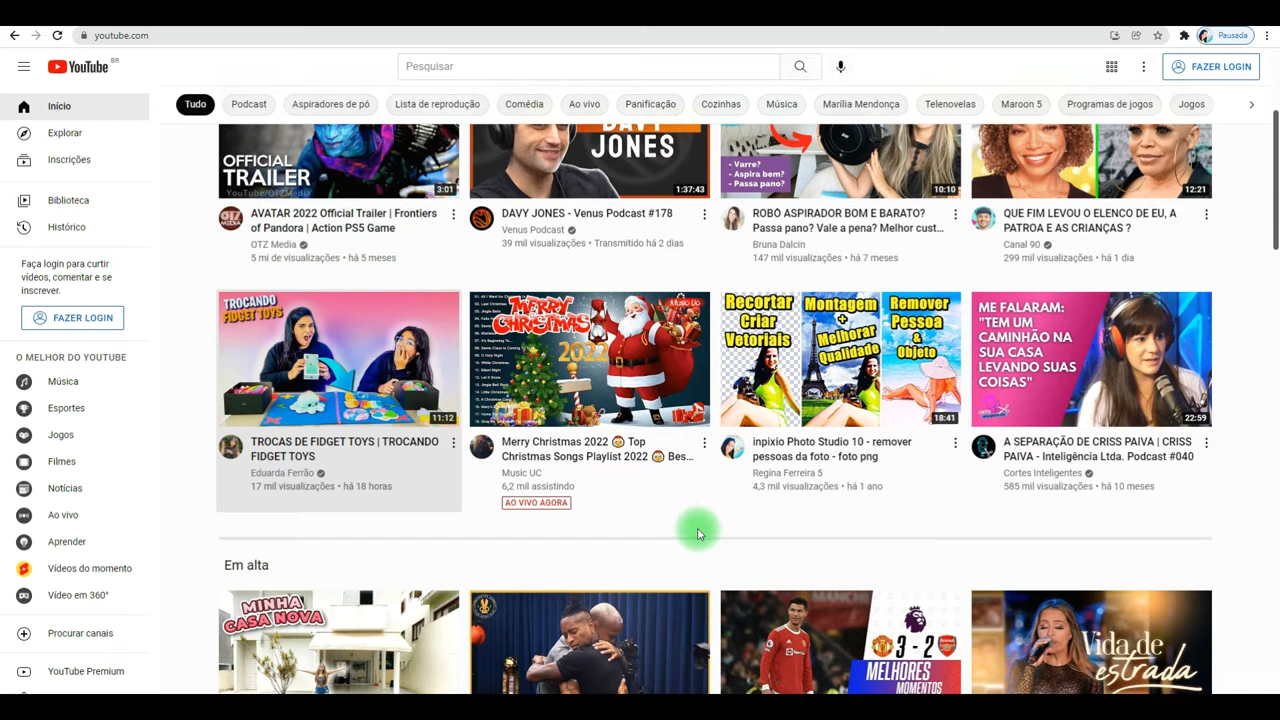 youtube.com
Pausada
YouTube BR
Pesquisar
FAZER LOGIN
Tudo
Podcast
Aspiradores de pó
Lista de reprodução
Comédia
Ao vivo
Panificação
Cozinhas
Música
Marília Mendonça
Telenovelas
Maroon 5
Programas de jogos
Jogos
Início
Explorar
Inscrições
Biblioteca
Histórico
Faça login para curtir
vídeos, comentar e se
inscrever.
FAZER LOGIN
O MELHOR DO YOUTUBE
Música
Esportes
Jogos
Filmes
Notícias
Ao vivo
Aprender
Vídeos do momento
Vídeo em 360°
Procurar canais
YouTube Premium
OFFICIAL
TRAILER
YouTube/OTZMedia
3:01
AVATAR 2022 Official Trailer | Frontiers
of Pandora | Action PS5 Game
OTZ Media
5 mi de visualizações • há 5 meses
DAVY
JONES
1:37:43
DAVY JONES - Venus Podcast #178
Venus Podcast
39 mil visualizações • Transmitido há 2 dias
- Varre?
- Aspira bem?
- Passa pano?
10:10
ROBÔ ASPIRADOR BOM E BARATO?
Passa pano? Vale a pena? Melhor cust...
Bruna Dalcin
147 mil visualizações • há 7 meses
12:21
QUE FIM LEVOU O ELENCO DE EU, A
PATROA E AS CRIANÇAS ?
Canal 90
299 mil visualizações • há 1 dia
TROCANDO
FIDGET TOYS
11:12
TROCAS DE FIDGET TOYS | TROCANDO
FIDGET TOYS
Eduarda Ferrão
17 mil visualizações • há 18 horas
MERRY
CHRISTMAS
2022
Music UC
Merry Christmas 2022 🎅 Top
Christmas Songs Playlist 2022 🎅 Bes...
Music UC
6,2 mil assistindo
AO VIVO AGORA
Recortar
Criar
Vetoriais
Montagem
+
Melhorar
Qualidade
Remover
Pessoa
&
Objeto
18:41
inpixio Photo Studio 10 - remover
pessoas da foto - foto png
Regina Ferreira 5
4,3 mil visualizações • há 1 ano
ME FALARAM:
"TEM UM
CAMINHÃO NA
SUA CASA
LEVANDO SUAS
COISAS"
22:59
A SEPARAÇÃO DE CRISS PAIVA | CRISS
PAIVA - Inteligência Ltda. Podcast #040
Cortes Inteligentes
585 mil visualizações • há 10 meses
Em alta
MINHA
CASA NOVA
3 - 2
MELHORES
MOMENTOS
Vida de
estrada